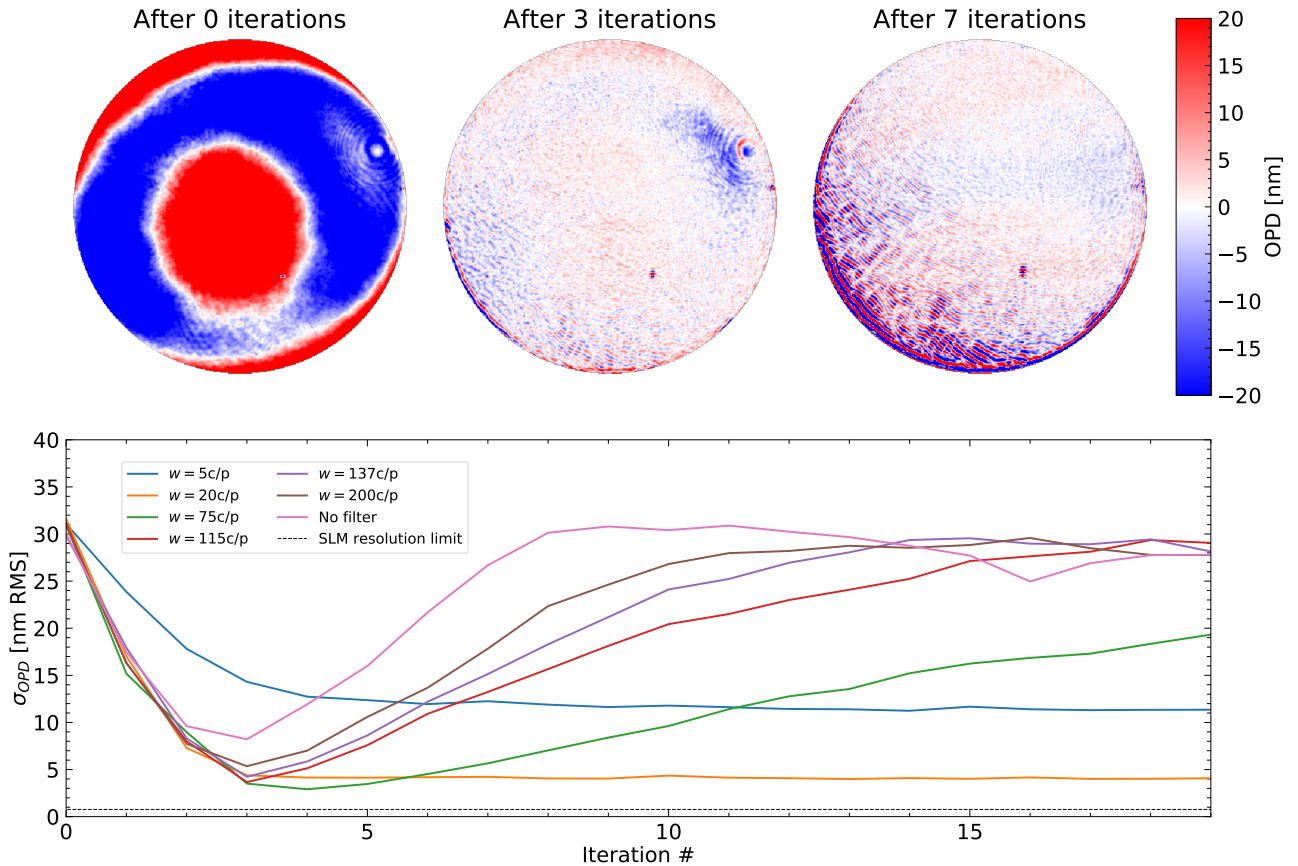 After 0 iterations
After 3 iterations
After 7 iterations
20
15
10
5
0
−5
−10
−15
−20
OPD [nm]
40
35
30
25
20
15
10
5
0
σOPD [nm RMS]
w = 5c/p
w = 20c/p
w = 75c/p
w = 115c/p
w = 137c/p
w = 200c/p
No filter
SLM resolution limit
0
5
10
15
Iteration #